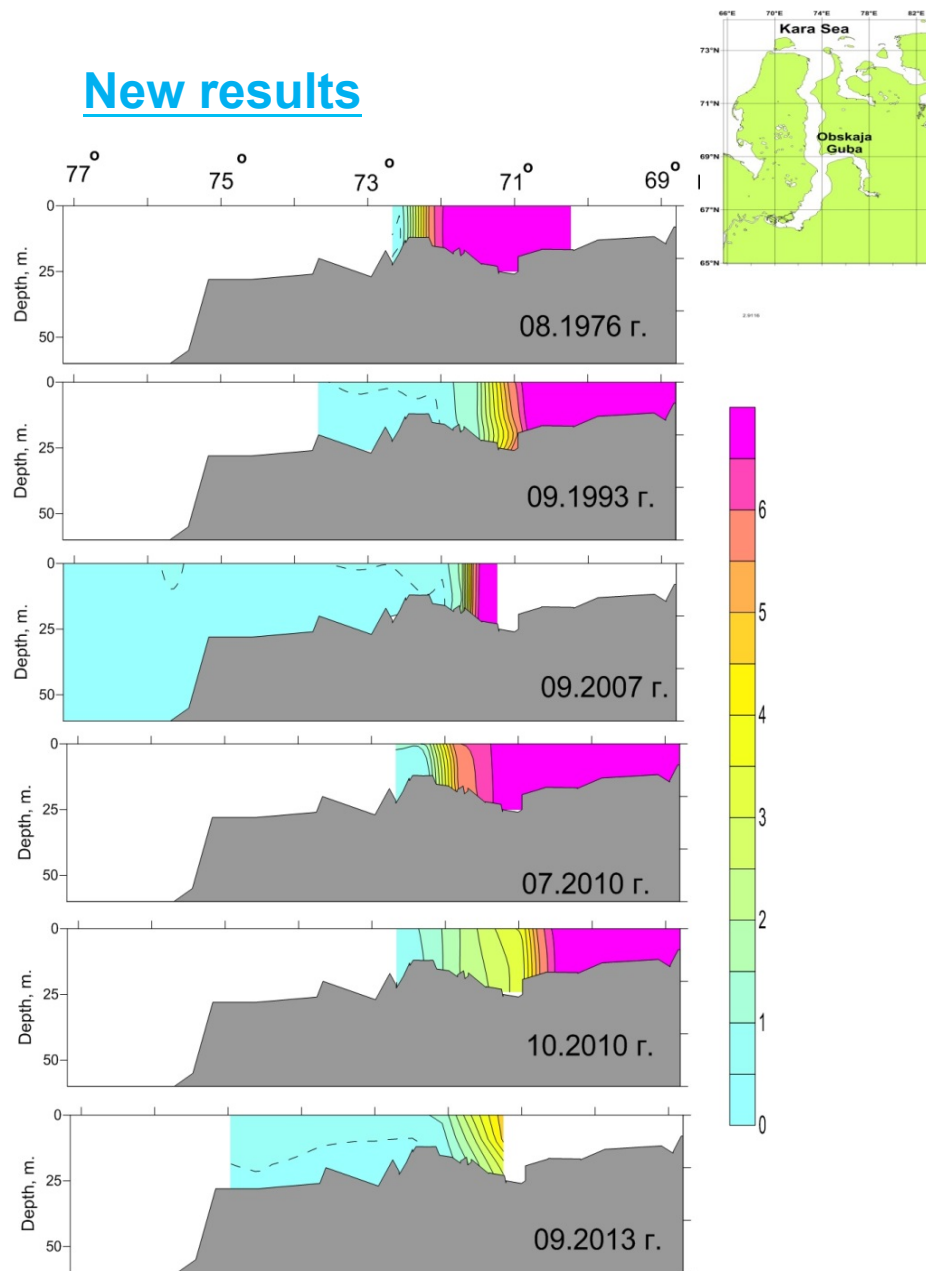 New results
77° 75° 73° 71° 69°
0
25
50
Depth, m.
08.1976 г.
0
25
50
Depth, m.
09.1993 г.
0
25
50
Depth, m.
09.2007 г.
0
25
50
Depth, m.
07.2010 г.
0
25
50
Depth, m.
10.2010 г.
0
25
50
Depth, m.
09.2013 г.
66°E 70°E 74°E 78°E 82°E
Kara Sea
73°N
71°N
Obskaja
Guba
69°N
67°N
65°N
6
5
4
3
2
1
0